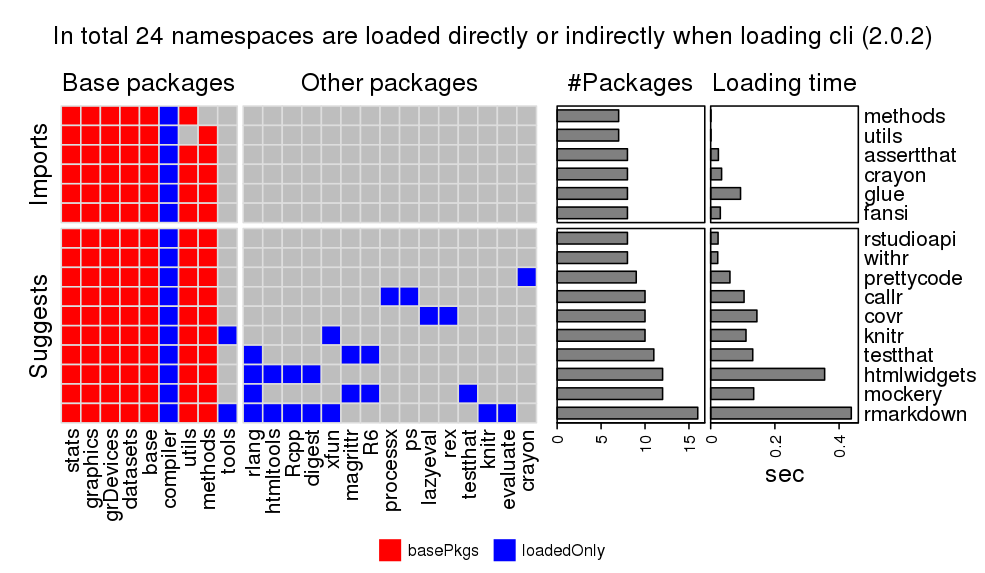 In total 24 namespaces are loaded directly or indirectly when loading cli (2.0.2)
Base packages
Other packages
#Packages
Loading time
Imports
methods
utils
assertthat
crayon
glue
fansi
Suggests
rstudioapi
withr
prettycode
callr
covr
knitr
testthat
htmlwidgets
mockery
rmarkdown
stats
graphics
grDevices
datasets
base
compiler
utils
methods
tools
rlang
htmltools
Rcpp
digest
xfun
magrittr
R6
processx
ps
lazyeval
rex
testthat
knitr
evaluate
crayon
0
5
10
15
0
0.2
0.4
sec
basePkgs
loadedOnly